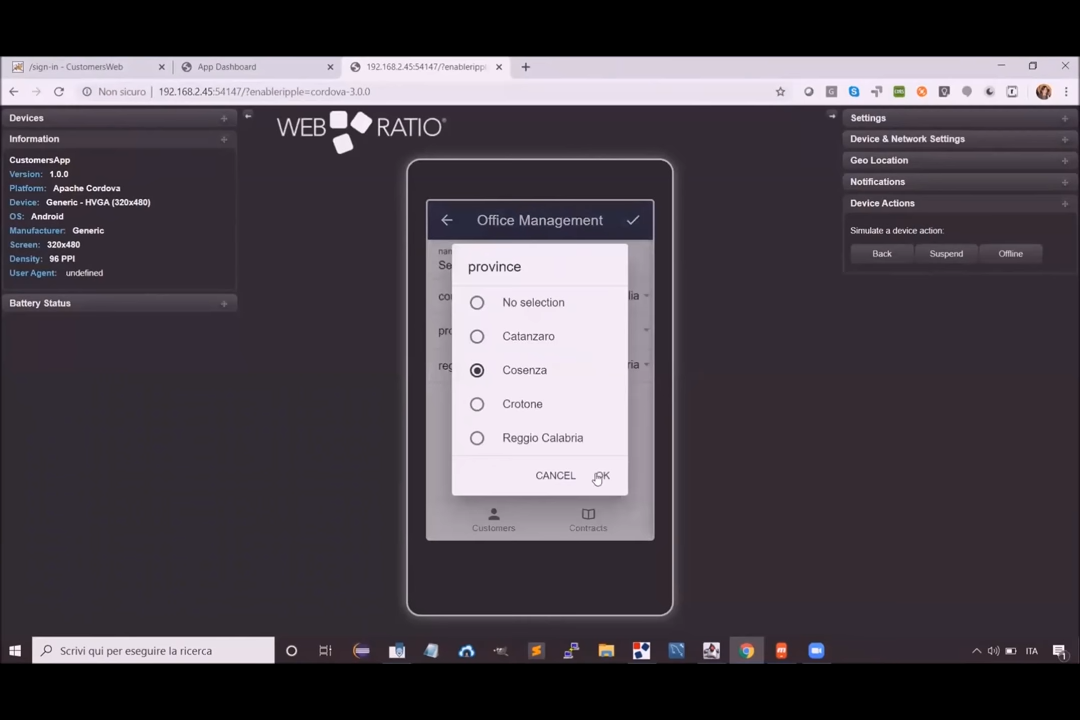 /sign-in - CustomersWeb
App Dashboard
192.168.2.45:54147/?enableripple
Non sicuro
192.168.2.45:54147/?enableripple=cordova-3.0.0
Devices
Information
CustomersApp
Version: 1.0.0
Platform: Apache Cordova
Device: Generic - HVGA (320x480)
OS: Android
Manufacturer: Generic
Screen: 320x480
Density: 96 PPI
User Agent: undefined
Battery Status
WEB RATIO
Office Management
province
No selection
Catanzaro
Cosenza
Crotone
Reggio Calabria
CANCEL
OK
Customers
Contracts
Settings
Device & Network Settings
Geo Location
Notifications
Device Actions
Simulate a device action:
Back
Suspend
Offline
Scrivi qui per eseguire la ricerca
ITA